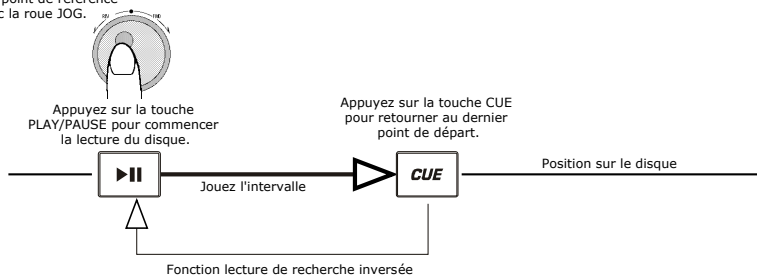 point de référence
c la roue JOG.
REV
FWD
Appuyez sur la touche
PLAY/PAUSE pour commencer
la lecture du disque.
Appuyez sur la touche CUE
pour retourner au dernier
point de départ.
CUE
Jouez l'intervalle
Position sur le disque
Fonction lecture de recherche inversée